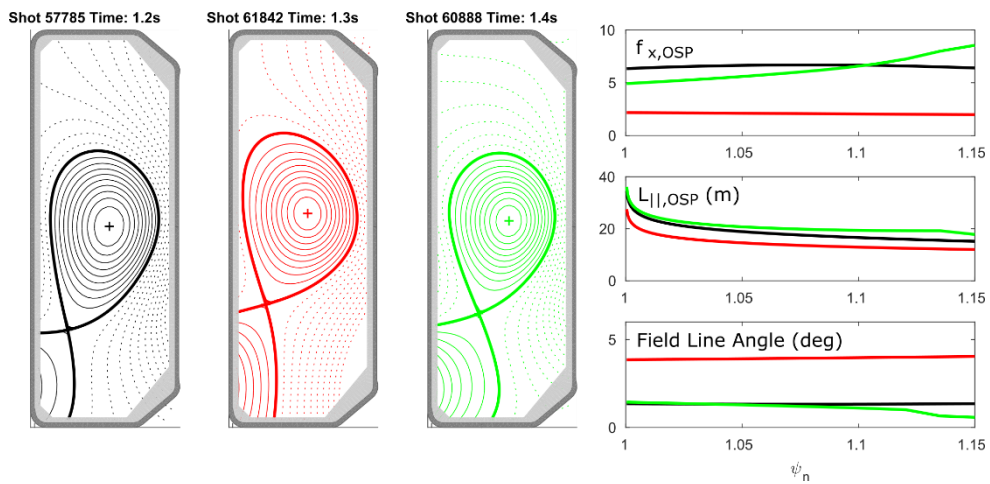 Shot 57785 Time: 1.2s
Shot 61842 Time: 1.3s
Shot 60888 Time: 1.4s
10
5
0
f x,OSP
1
1.05
1.1
1.15
40
20
0
L||,OSP (m)
1
1.05
1.1
1.15
5
0
Field Line Angle (deg)
1
1.05
1.1
1.15
ψn